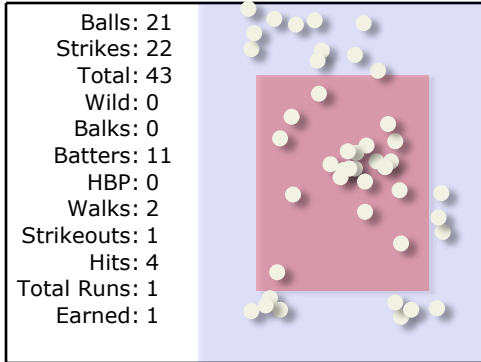 Balls: 21
Strikes: 22
Total: 43
Wild: 0
Balks: 0
Batters: 11
HBP: 0
Walks: 2
Strikeouts: 1
Hits: 4
Total Runs: 1
Earned: 1